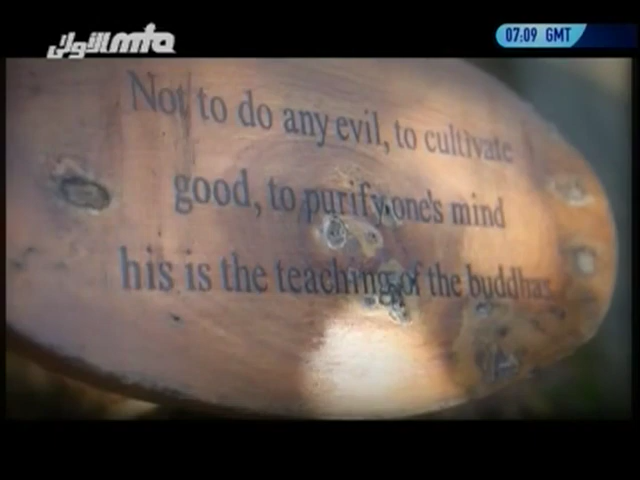 الأولى mta
07:09 GMT
Not to do any evil, to cultivate
good, to purify one's mind
his is the teaching of the buddhas